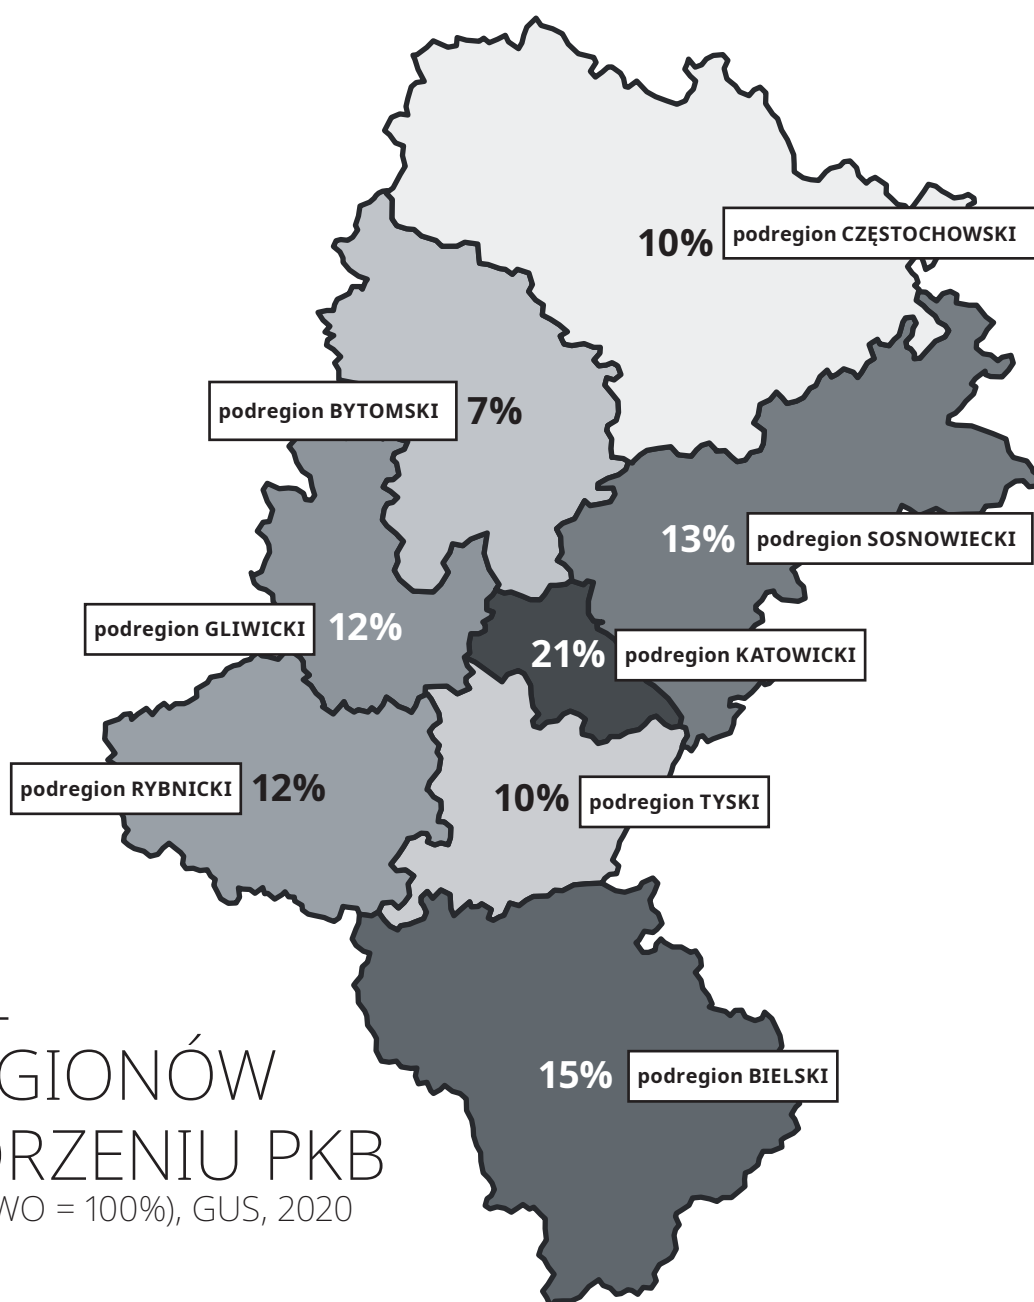 10% podregion CZĘSTOCHOWSKI
podregion BYTOMSKI 7%
13% podregion SOSNOWIECKI
podregion GLIWICKI 12%
21% podregion KATOWICKI
podregion RYBNICKI 12%
10% podregion TYSKI
15% podregion BIELSKI
GIONÓW
RZENIU PKB
WO = 100%), GUS, 2020